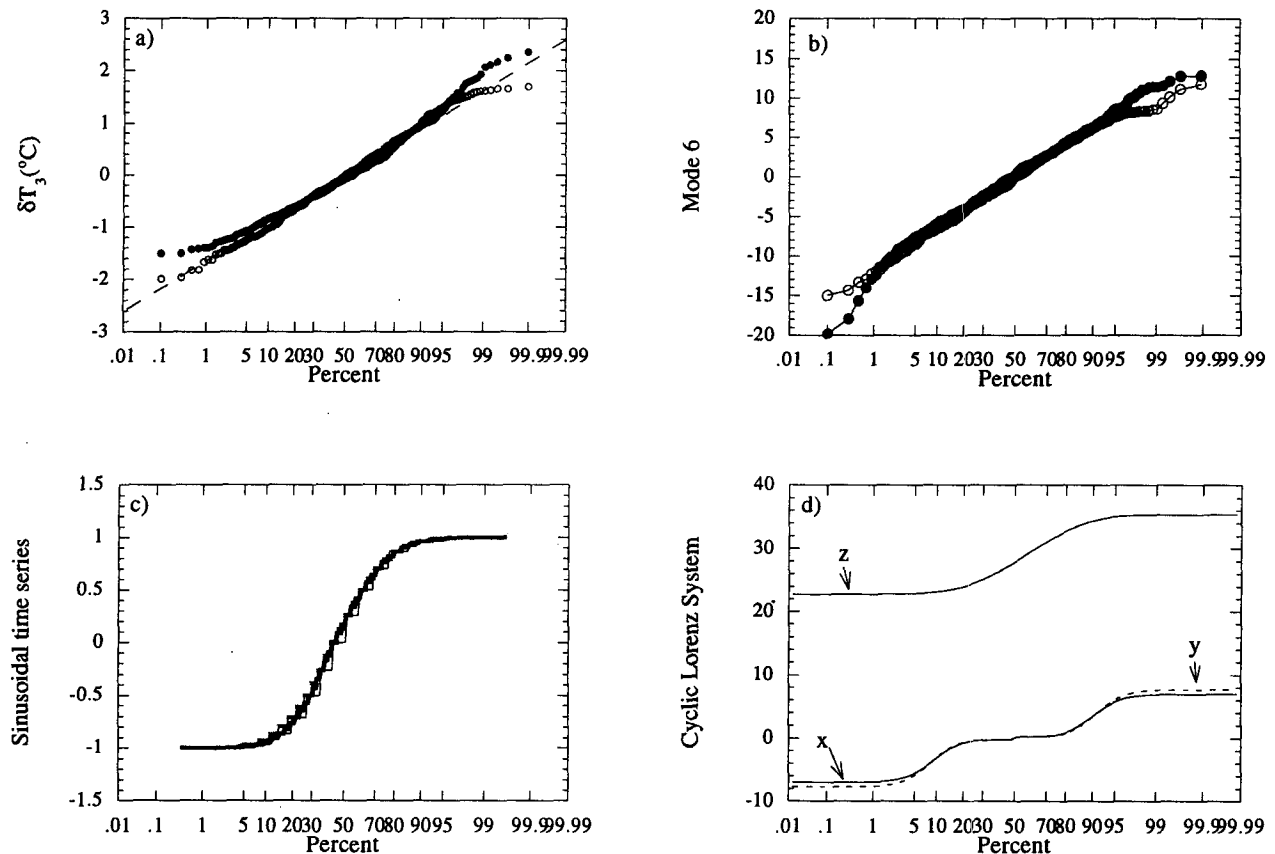 a)
3
2
1
0
-1
-2
-3
δT3(°C)
.01 .1 1 5 10 2030 50 7080 9095 99 99.999.99
Percent
b)
20
15
10
5
0
-5
-10
-15
-20
Mode 6
.01 .1 1 5 10 2030 50 7080 9095 99 99.999.99
Percent
c)
1.5
1
0.5
0
-0.5
-1
-1.5
Sinusoidal time series
.01 .1 1 5 10 2030 50 7080 9095 99 99.999.99
Percent
d)
40
30
20
10
0
-10
Cyclic Lorenz System
z
y
x
.01 .1 1 5 10 2030 50 7080 9095 99 99.999.99
Percent